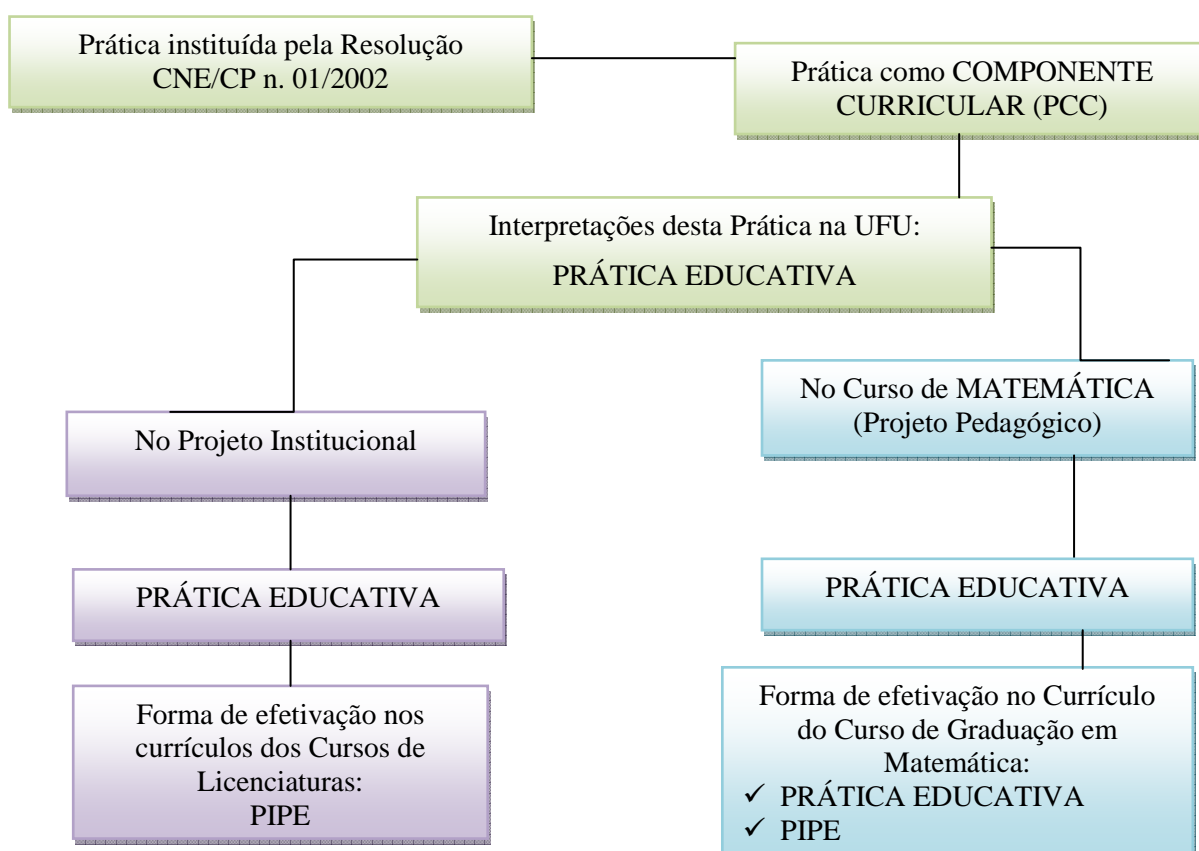 Prática instituída pela Resolução
CNE/CP n. 01/2002
Prática como COMPONENTE
CURRICULAR (PCC)
Interpretações desta Prática na UFU:
PRÁTICA EDUCATIVA
No Projeto Institucional
No Curso de MATEMÁTICA
(Projeto Pedagógico)
PRÁTICA EDUCATIVA
PRÁTICA EDUCATIVA
Forma de efetivação nos
currículos dos Cursos de
Licenciaturas:
PIPE
Forma de efetivação no Currículo
do Curso de Graduação em
Matemática:
✓ PRÁTICA EDUCATIVA
✓ PIPE